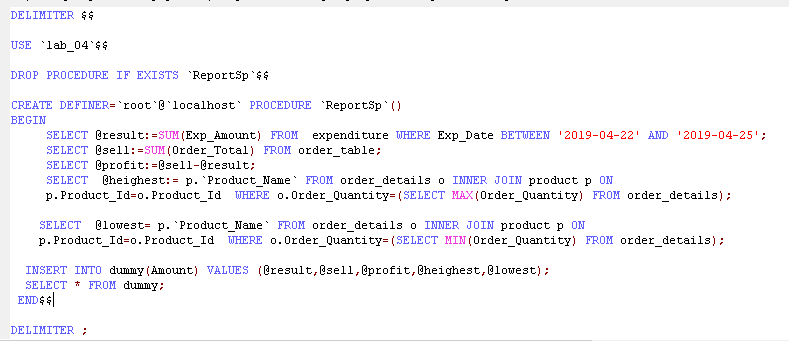 DELIMITER $$
USE `lab_04`$$
DROP PROCEDURE IF EXISTS `ReportSp`$$
CREATE DEFINER=`root`@`localhost` PROCEDURE `ReportSp`()
BEGIN
SELECT @result:=SUM(Exp_Amount) FROM expenditure WHERE Exp_Date BETWEEN '2019-04-22' AND '2019-04-25';
SELECT @sell:=SUM(Order_Total) FROM order_table;
SELECT @profit:=@sell-@result;
SELECT @heighest:= p.`Product_Name` FROM order_details o INNER JOIN product p ON
p.Product_Id=o.Product_Id WHERE o.Order_Quantity=(SELECT MAX(Order_Quantity) FROM order_details);
SELECT @lowest= p.`Product_Name` FROM order_details o INNER JOIN product p ON
p.Product_Id=o.Product_Id WHERE o.Order_Quantity=(SELECT MIN(Order_Quantity) FROM order_details);
INSERT INTO dummy(Amount) VALUES (@result,@sell,@profit,@heighest,@lowest);
SELECT * FROM dummy;
END$$
DELIMITER ;